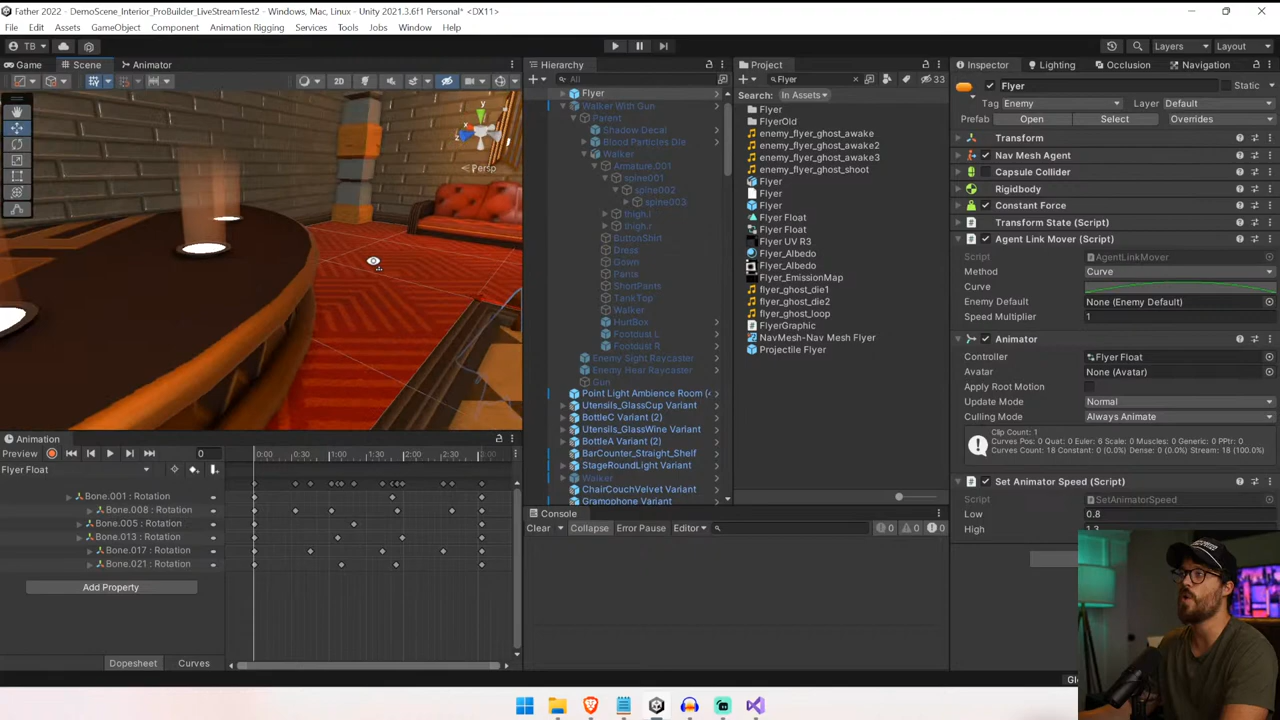 Father 2022 - DemoScene_Interior_ProBuilder_LiveStreamTest2 - Windows, Mac, Linux - Unity 2021.3.6f1 Personal* <DX11>
File Edit Assets GameObject Component Animation Rigging Services Tools Jobs Window Help
TB
Layers Layout
Game Scene Animator
2D
y
x
z
Persp
Hierarchy
All
Flyer
Walker With Gun
Parent
Shadow Decal
Blood Particles Die
Walker
Armature.001
spine001
spine002
spine003
thigh.l
thigh.r
ButtonShirt
Dress
Down
Pants
ShortPants
TankTop
Walker
HurtBox
Footdust L
Footdust R
Enemy Sight Raycaster
Enemy Hear Raycaster
Gun
Point Light Ambience Room (4
Utensils_GlassCup Variant
BottleC Variant (2)
Utensils_GlassWine Variant
BottleA Variant (2)
BarCounter_Straight_Shelf
StageRoundLight Variant
Walker
ChairCouchVelvet Variant
Gramophone Variant
Project
Flyer
33
Search: In Assets
Flyer
FlyerOld
enemy_flyer_ghost_awake
enemy_flyer_ghost_awake2
enemy_flyer_ghost_awake3
enemy_flyer_ghost_shoot
Flyer
Flyer
Flyer
Flyer Float
Flyer Float
Flyer UV R3
Flyer_Albedo
Flyer_Albedo
Flyer_EmissionMap
flyer_ghost_die1
flyer_ghost_die2
flyer_ghost_loop
FlyerGraphic
NavMesh-Nav Mesh Flyer
Projectile Flyer
Inspector Lighting Occlusion Navigation
Flyer Static
Tag Enemy Layer Default
Prefab Open Select Overrides
Transform
Nav Mesh Agent
Capsule Collider
Rigidbody
Constant Force
Transform State (Script)
Agent Link Mover (Script)
Script AgentLinkMover
Method Curve
Curve
Enemy Default None (Enemy Default)
Speed Multiplier 1
Animator
Controller Flyer Float
Avatar None (Avatar)
Apply Root Motion
Update Mode Normal
Culling Mode Always Animate
Clip Count: 1
Curves Pos: 0 Quat: 0 Euler: 6 Scale: 0 Muscles: 0 Generic: 0 PPtr: 0
Curves Count: 18 Constant: 0 (0.0%) Dense: 0 (0.0%) Stream: 18 (100.0%)
Set Animator Speed (Script)
Script SetAnimatorSpeed
Low 0.8
High 1.3
Animation
Preview 0 0:00 0:30 1:00 1:30 2:00 2:30 3:00
Flyer Float
Bone.001 : Rotation
Bone.008 : Rotation
Bone.005 : Rotation
Bone.013 : Rotation
Bone.017 : Rotation
Bone.021 : Rotation
Add Property
Dopesheet Curves
Console
Clear Collapse Error Pause Editor 0 0 0